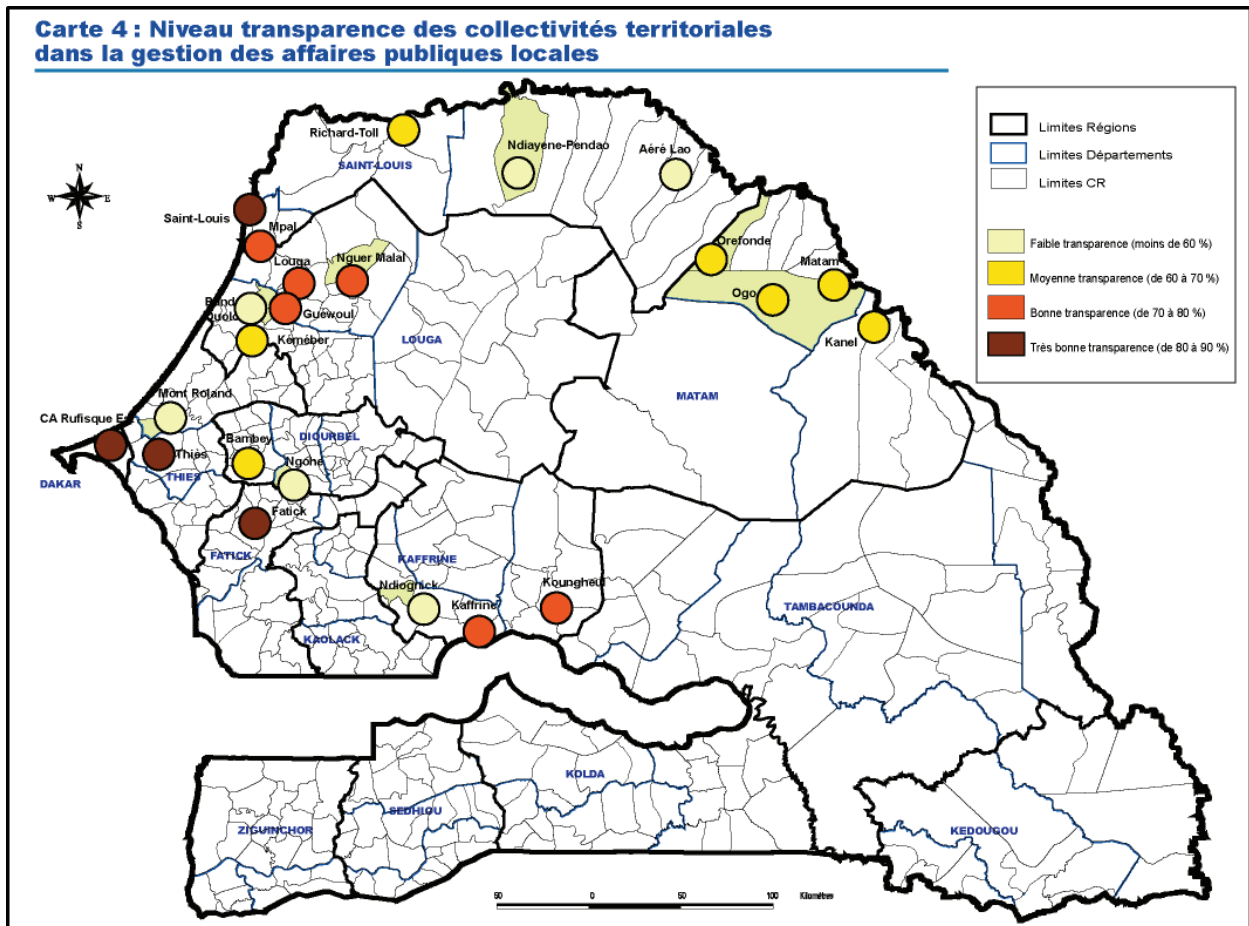 Carte 4 : Niveau transparence des collectivités territoriales
dans la gestion des affaires publiques locales
Limites Régions
Limites Départements
Limites CR
Faible transparence (moins de 60 %)
Moyenne transparence (de 60 à 70 %)
Bonne transparence (de 70 à 80 %)
Très bonne transparence (de 80 à 90 %)
N
W E
S
Richard-Toll
SAINT-LOUIS
Ndiayene-Pendao
Aéré Lao
Saint-Louis
Mpal
Louga
Nguer Malal
Orefonde
Matam
Ogo
Guéwoul
Kéméber
LOUGA
Kanel
MATAM
Mont Roland
CA Rufisque E
Thiès
THIES
DAKAR
Bambey
DIOURBEL
Ngohe
Fatick
FATICK
KAFFRINE
Ndiognick
Kaffrine
Koungheul
KAOLACK
TAMBACOUNDA
KOLDA
SEDHIOU
ZIGUINCHOR
KEDOUGOU
50 0 50 100 Kilomètres